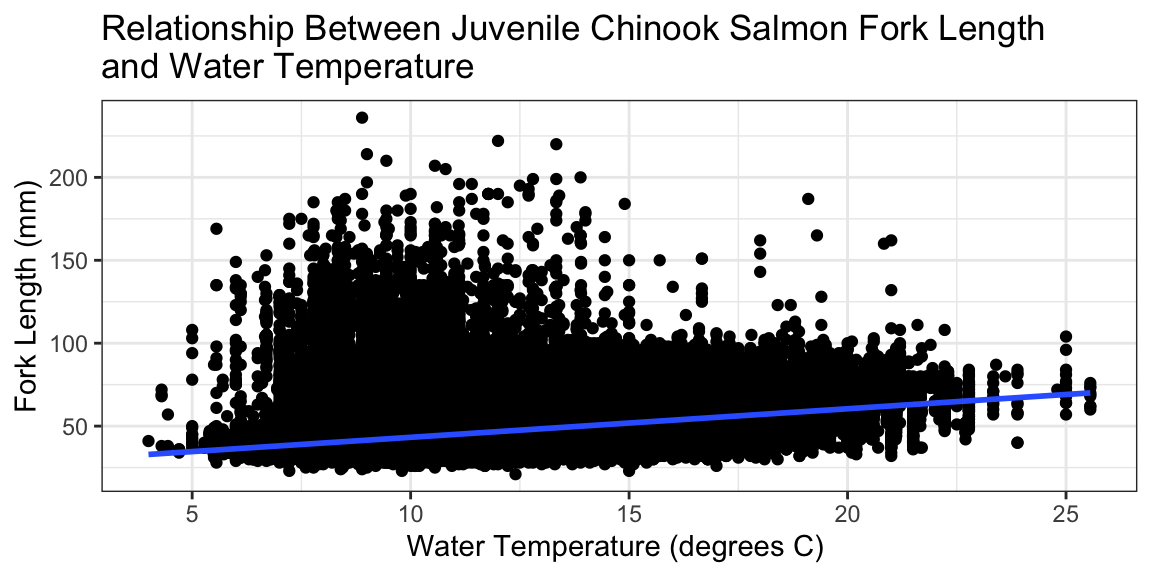 Relationship Between Juvenile Chinook Salmon Fork Length
and Water Temperature
Fork Length (mm)
200
150
100
50
5 10 15 20 25
Water Temperature (degrees C)